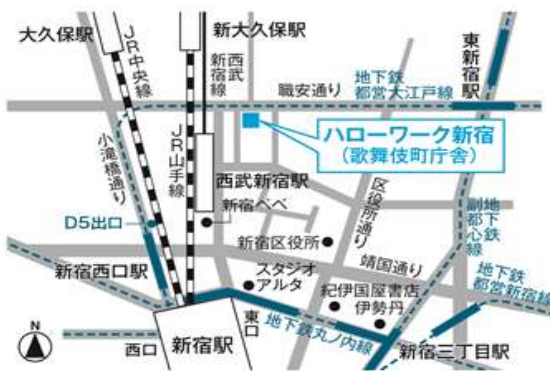 大久保駅
新大久保駅
JR中央線
西武
新宿線
職安通り
地下鉄
都営大江戸線
東新宿駅
ハローワーク新宿
(歌舞伎町庁舎)
小滝橋通り
JR山手線
西武新宿駅
新宿ペペ
D5出口
区役所通り
地下鉄
副都心線
新宿区役所
靖国通り
新宿西口駅
スタジオ
アルタ
紀伊国屋書店
伊勢丹
地下鉄
都営新宿線
N
西口
新宿駅
東口
地下鉄丸ノ内線
新宿三丁目駅